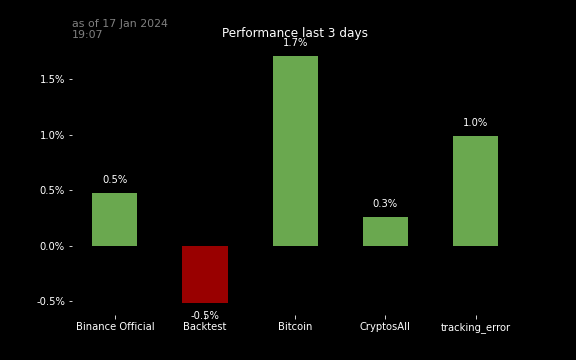 as of 17 Jan 2024
19:07
Performance last 3 days
1.7%
1.5%
1.0%
1.0%
0.5%
0.5%
0.3%
0.0%
-0.5%
-0.5%
Binance Official
Backtest
Bitcoin
CryptosAll
tracking_error